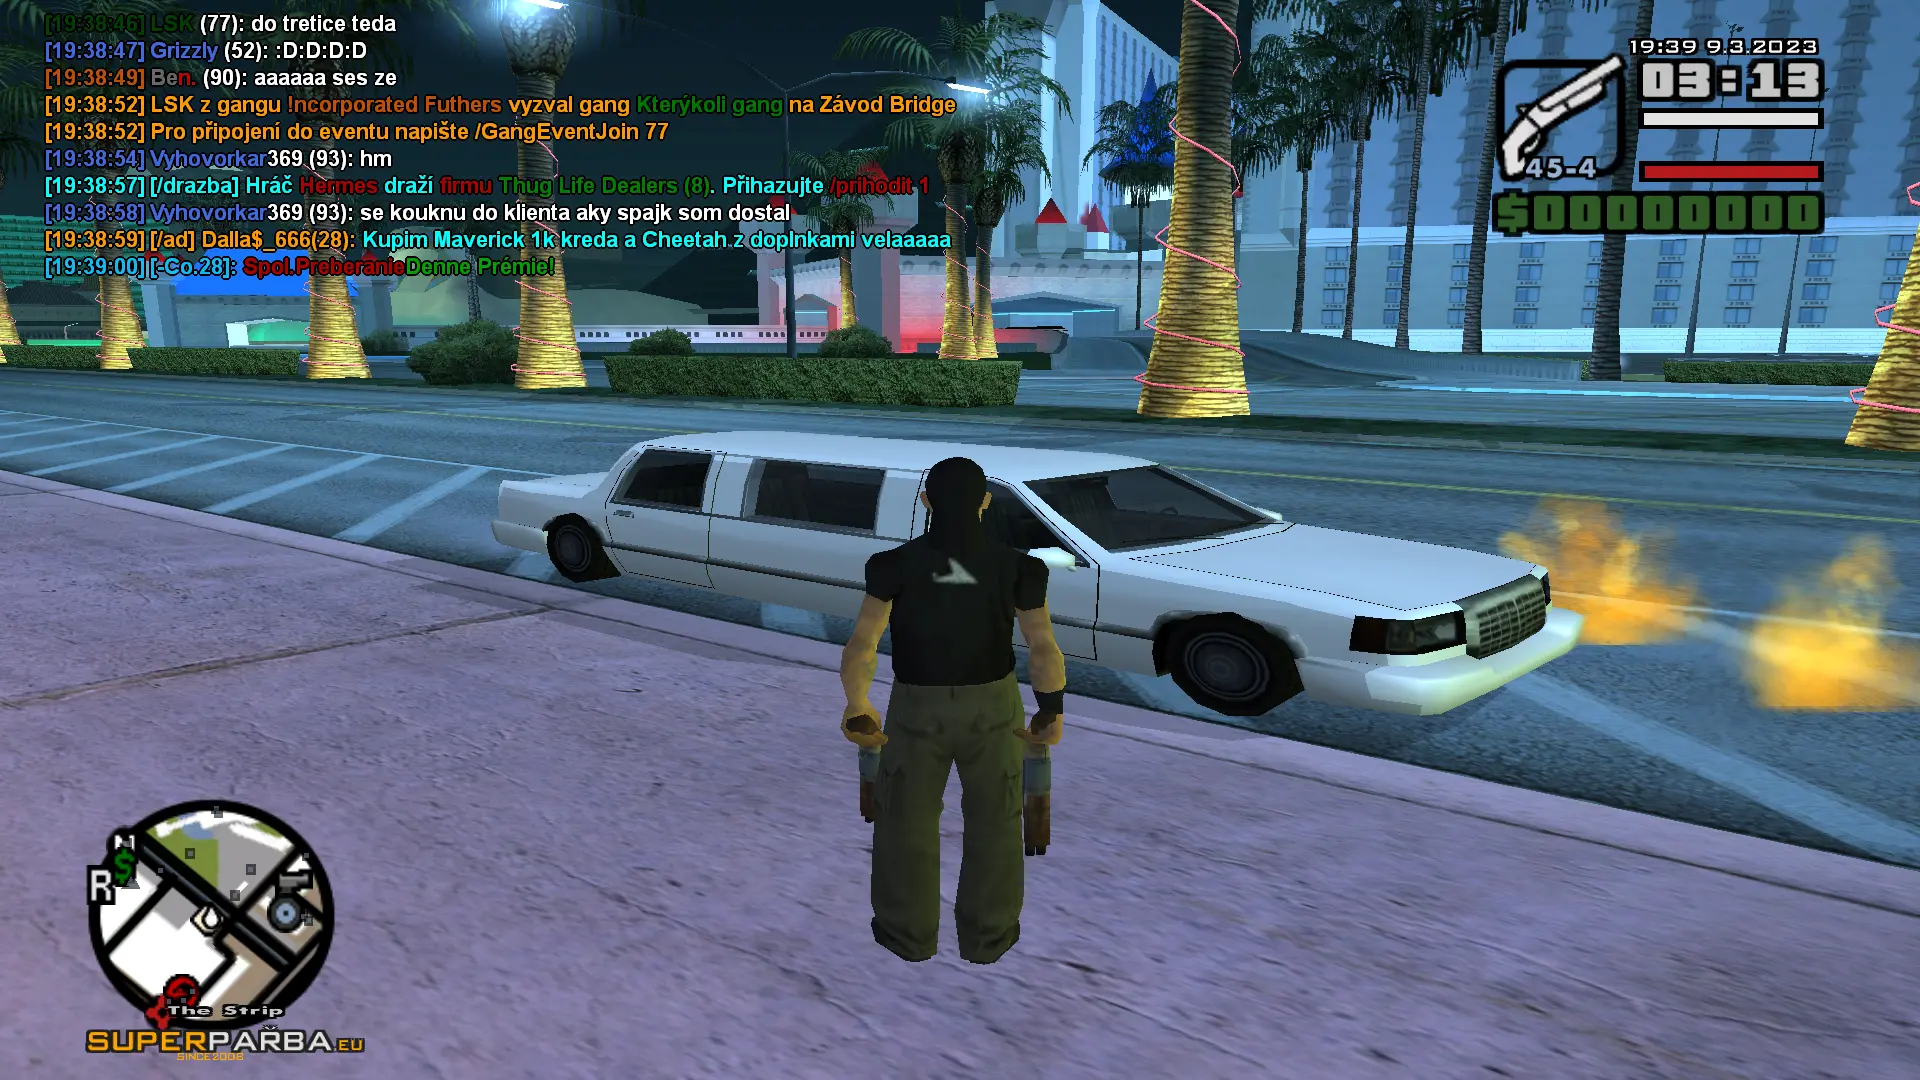 [19:38:46] LSK (77): do tretice teda
[19:38:47] Grizzly (52): :D:D:D:D
[19:38:49] Ben. (90): aaaaaa ses ze
[19:38:52] LSK z gangu !ncorporated Futhers vyzval gang Kterýkoli gang na Závod Bridge
[19:38:52] Pro připojení do eventu napište /GangEventJoin 77
[19:38:54] Vyhovorkar369 (93): hm
[19:38:57] [/drazba] Hráč Hermes draží firmu Thug Life Dealers (8). Přihazujte /prihodit 1
[19:38:58] Vyhovorkar369 (93): se kouknu do klienta aky spajk som dostal
[19:38:59] [/ad] Dalla$_666(28): Kupim Maverick 1k kreda a Cheetah z doplnkami velaaaaa
[19:39:00] [-Co.28]: Spol.PreberánieDenne Prémie!
19:39 9.3.2023
03:13
45-4
$00000000
N
$
R
The Strip
SUPERPAŘBA.EU
SINCE2008